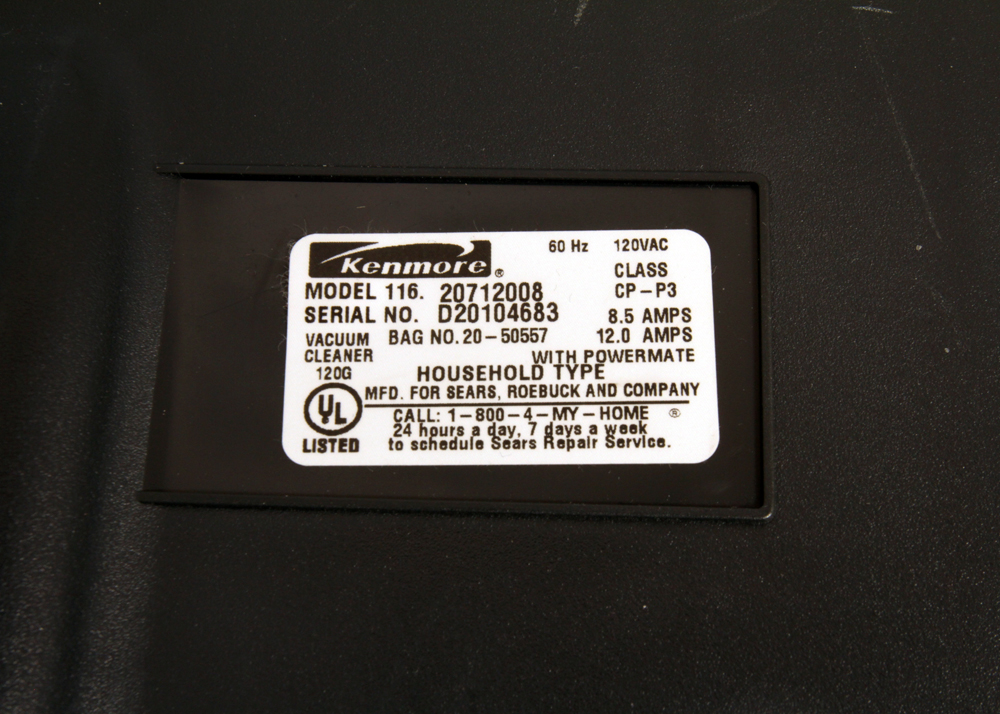 Kenmore ® 60 Hz 120VAC
MODEL 116. 20712008 CLASS CP-P3
SERIAL NO. D20104683 8.5 AMPS
VACUUM CLEANER BAG NO. 20-50557 12.0 AMPS
WITH POWERMATE
120G HOUSEHOLD TYPE
UL LISTED
MFD. FOR SEARS, ROEBUCK AND COMPANY
CALL: 1-800-4-MY-HOME ®
24 hours a day, 7 days a week
to schedule Sears Repair Service.